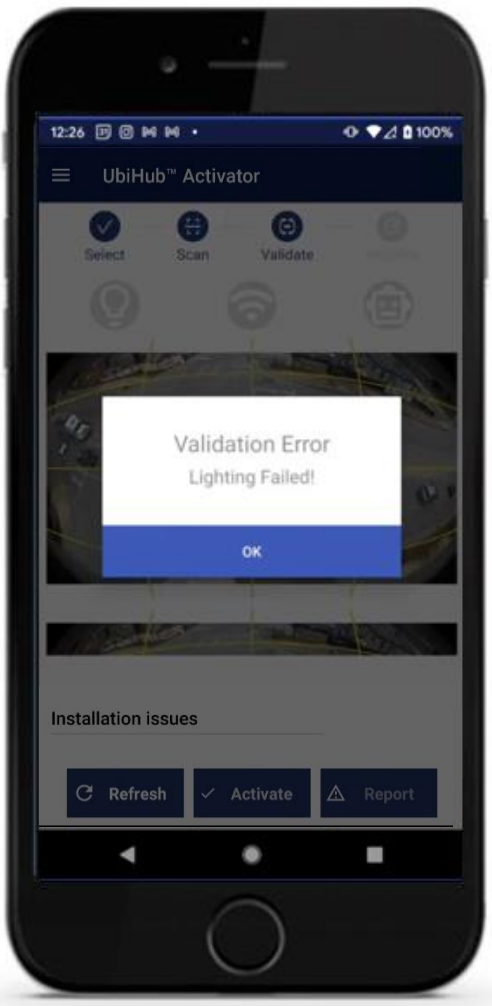 12:26
100%
UbiHub™ Activator
Select Scan Validate
Validation Error
Lighting Failed!
OK
Installation issues
Refresh Activate Report